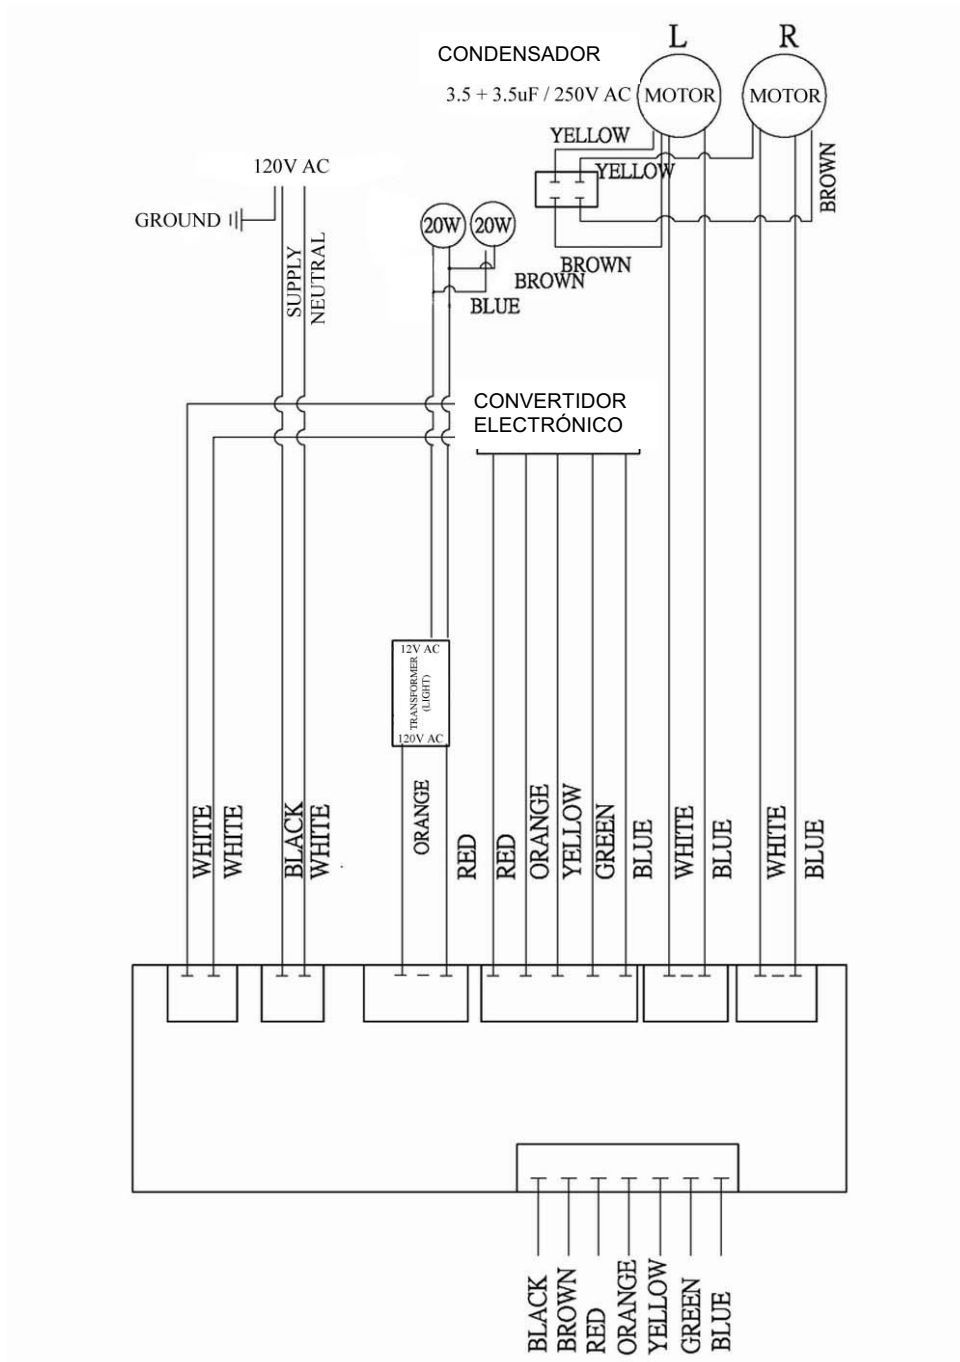 L
R
CONDENSADOR
3.5 + 3.5uF / 250V AC
MOTOR
MOTOR
YELLOW
YELLOW
BROWN
120V AC
GROUND
20W
20W
SUPPLY
NEUTRAL
BROWN
BROWN
BLUE
CONVERTIDOR
ELECTRÓNICO
12V AC
TRANSFORMER
(LIGHT)
120V AC
WHITE
WHITE
BLACK
WHITE
ORANGE
RED
RED
ORANGE
YELLOW
GREEN
BLUE
WHITE
BLUE
WHITE
BLUE
BLACK
BROWN
RED
ORANGE
YELLOW
GREEN
BLUE